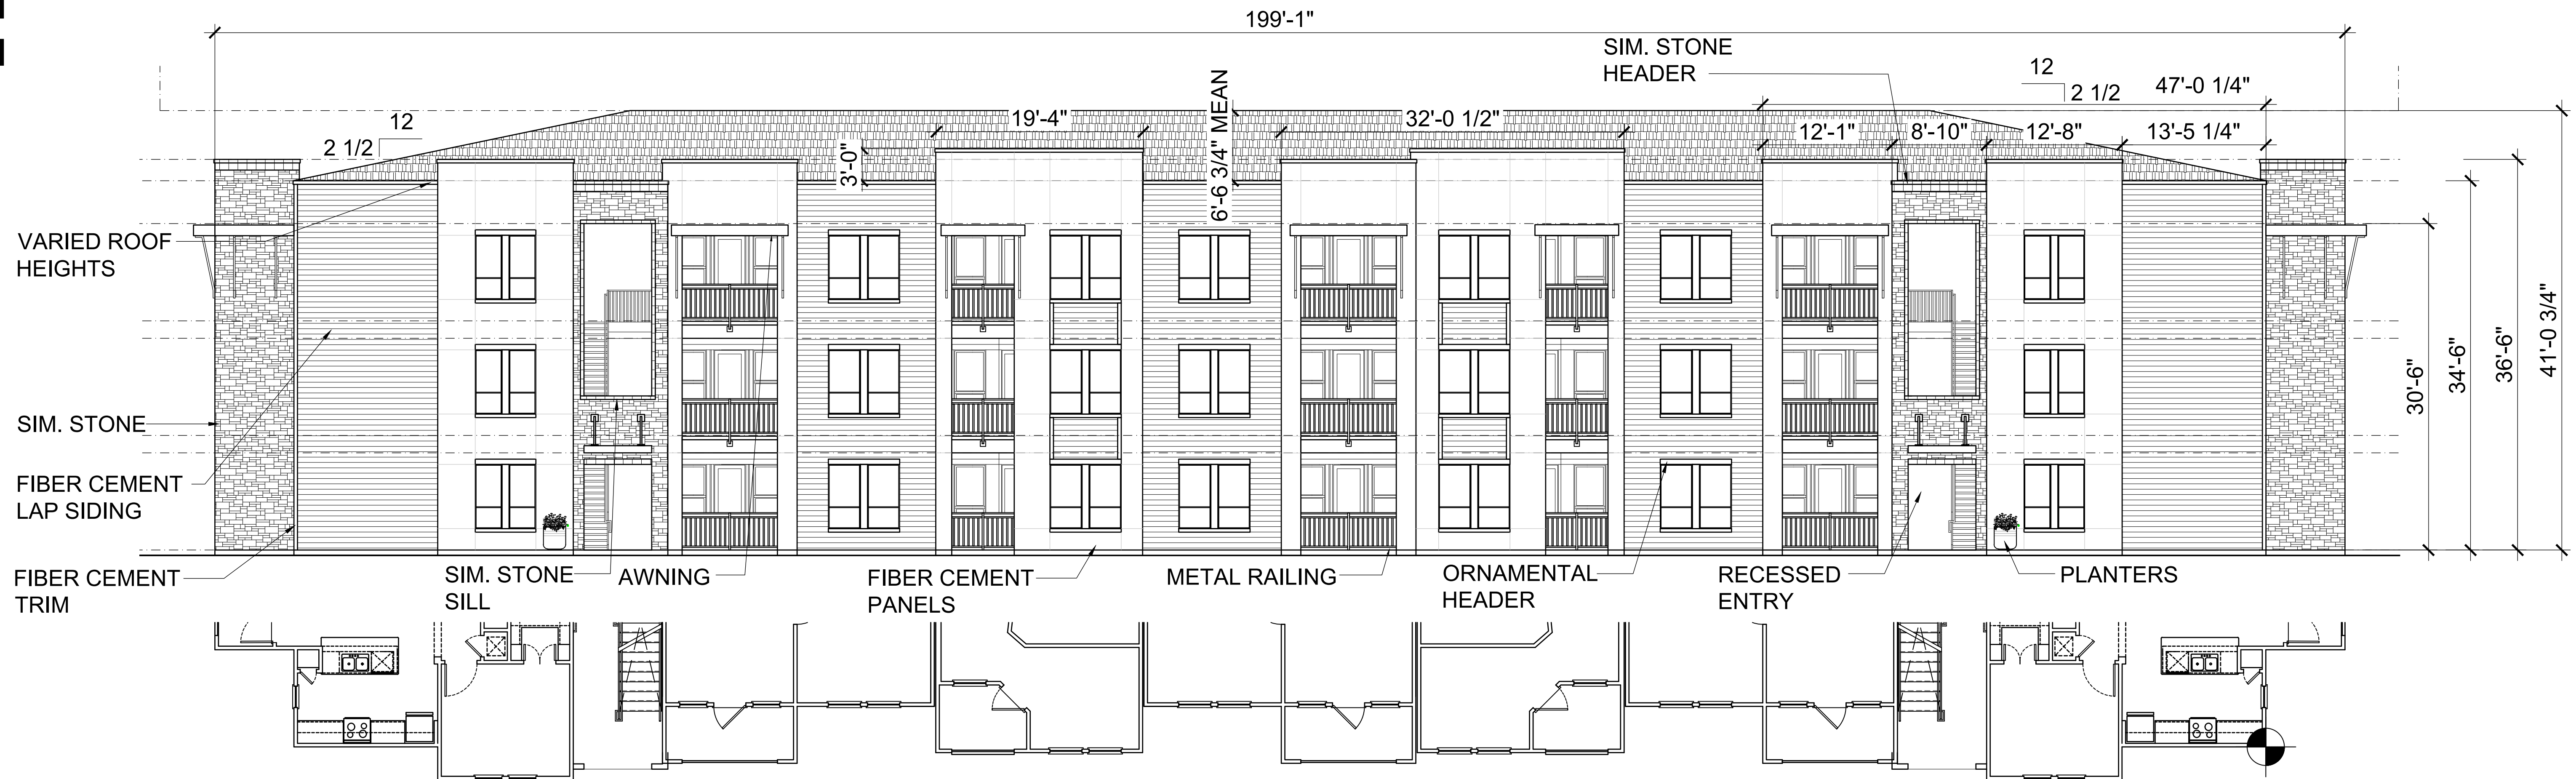 199'-1"
SIM. STONE
HEADER
12
2 1/2
47'-0 1/4"
12
2 1/2
3'-0"
19'-4"
6'-6 3/4" MEAN
32'-0 1/2"
12'-1"
8'-10"
12'-8"
13'-5 1/4"
VARIED ROOF
HEIGHTS
SIM. STONE
FIBER CEMENT
LAP SIDING
FIBER CEMENT
TRIM
SIM. STONE
SILL
AWNING
FIBER CEMENT
PANELS
METAL RAILING
ORNAMENTAL
HEADER
RECESSED
ENTRY
PLANTERS
30'-6"
34'-6"
36'-6"
41'-0 3/4"